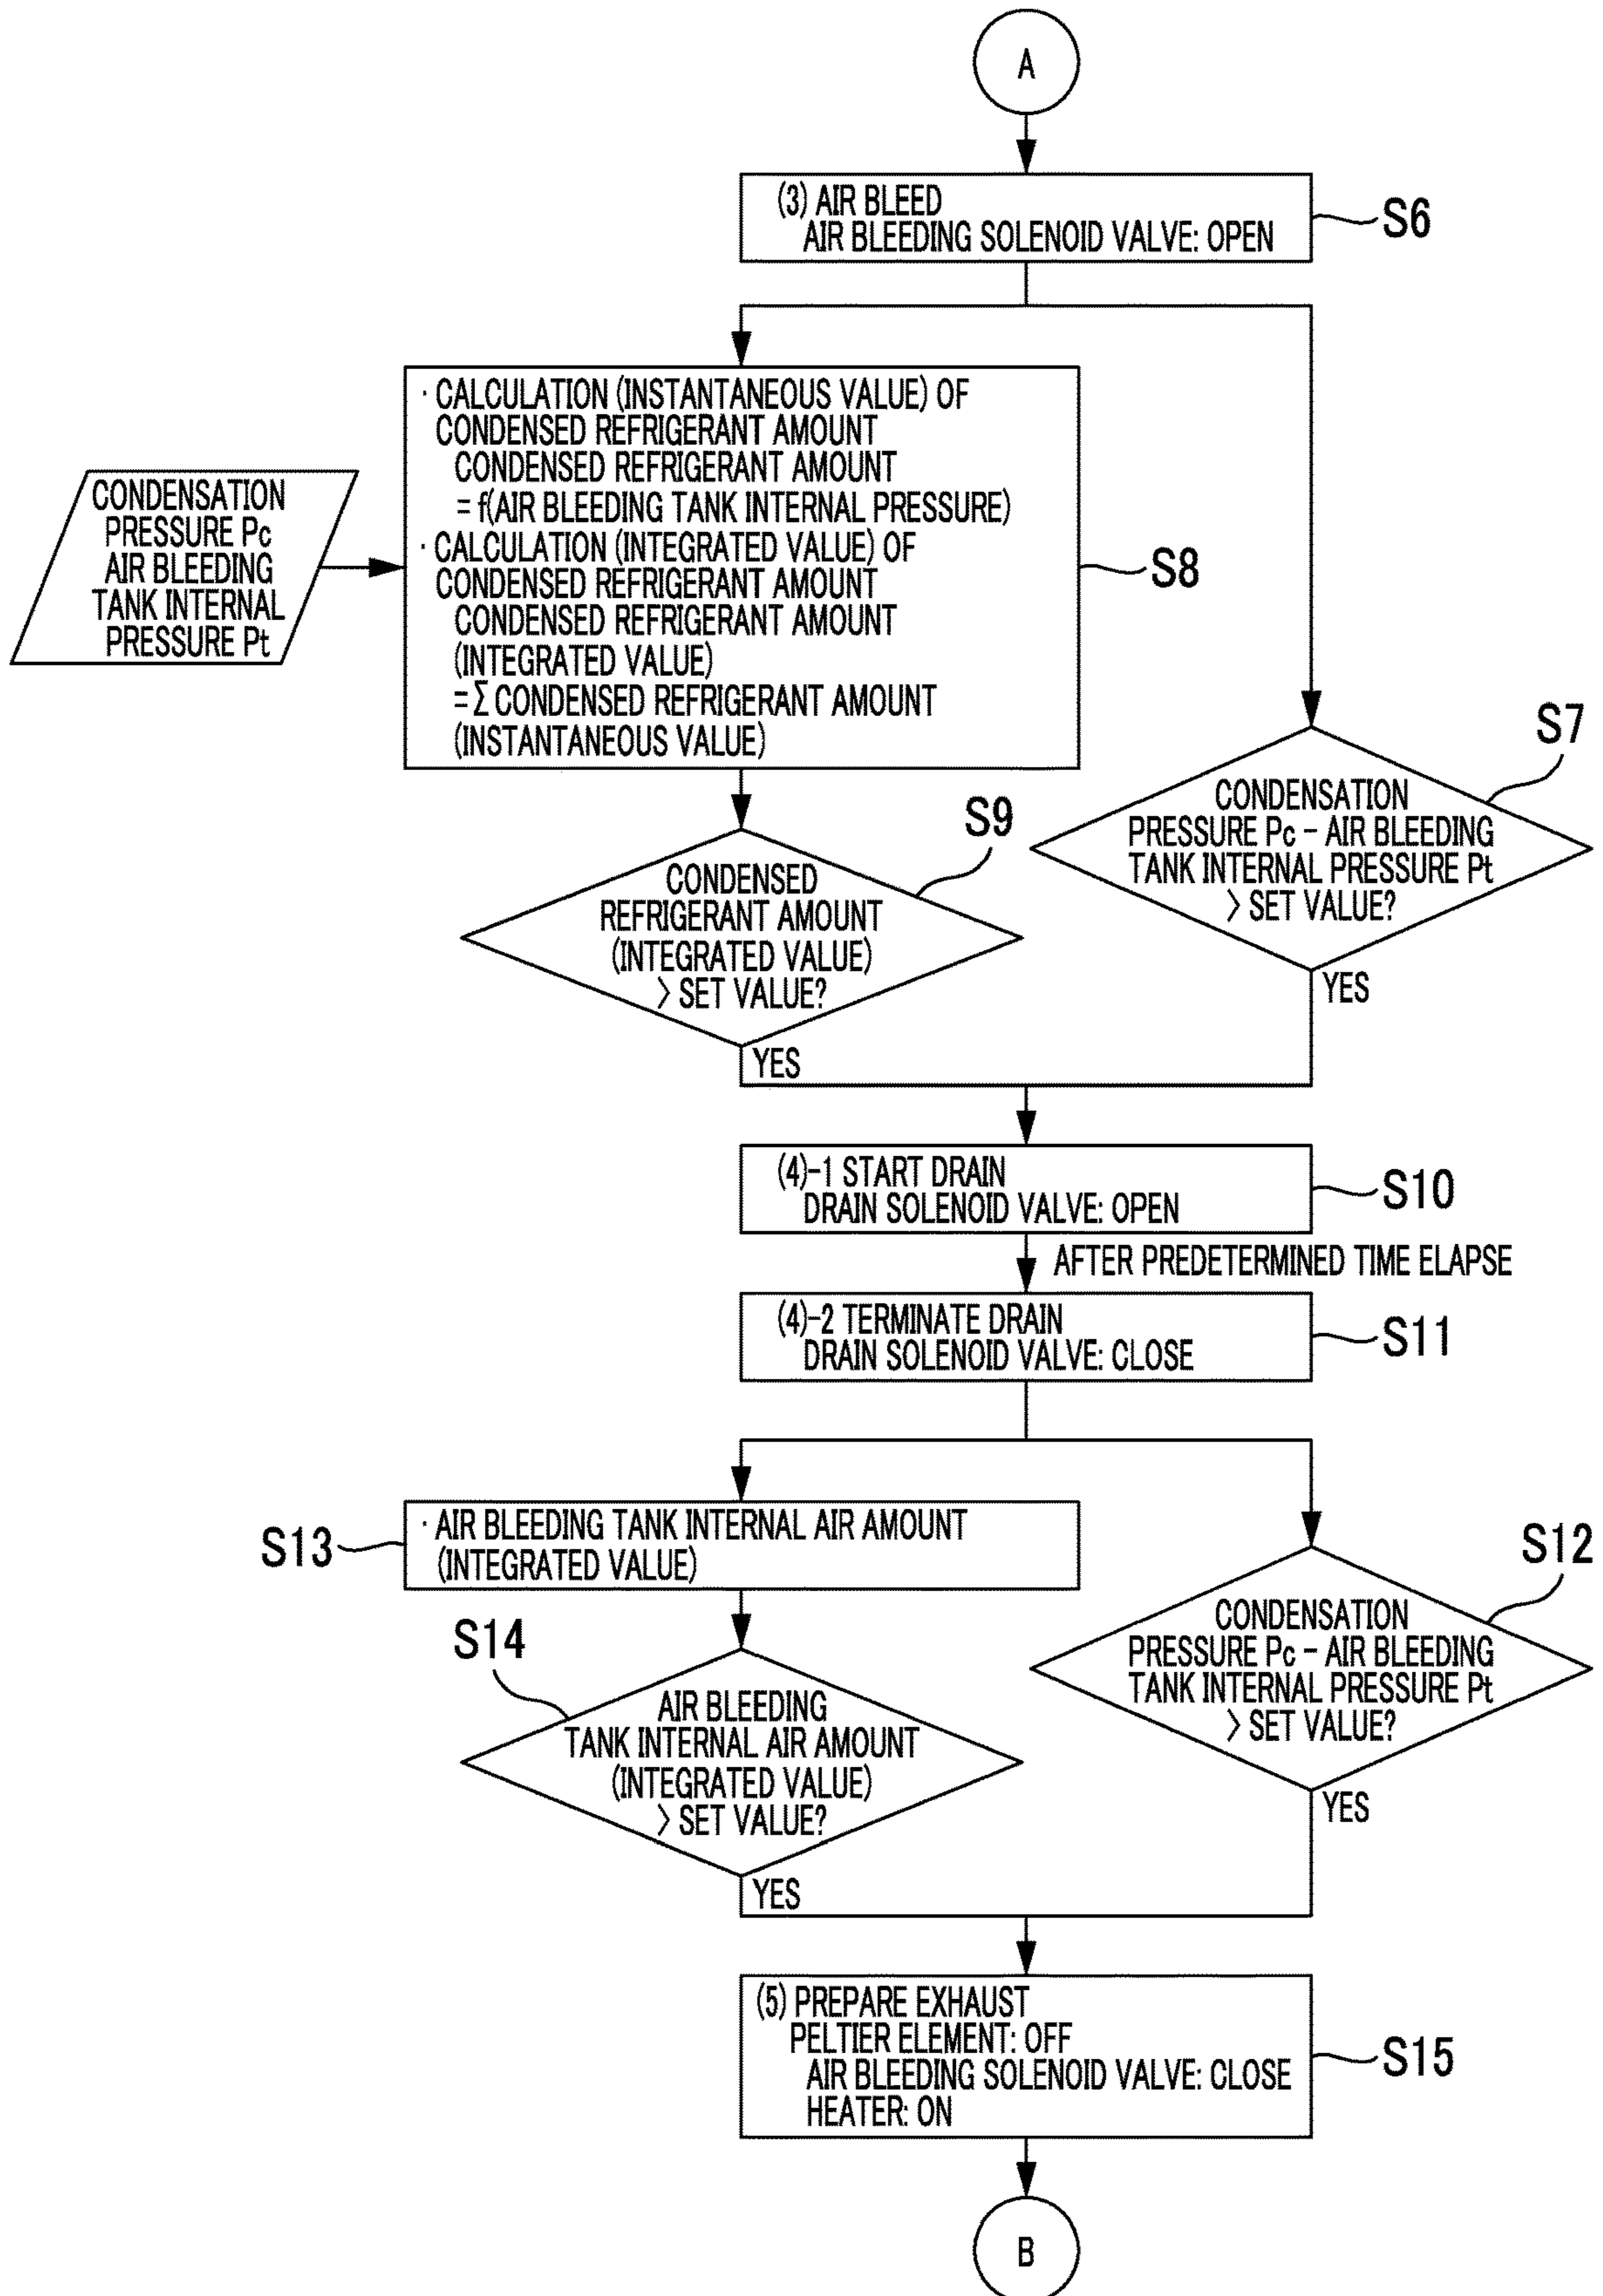 A
(3) AIR BLEED
AIR BLEEDING SOLENOID VALVE: OPEN
S6
· CALCULATION (INSTANTANEOUS VALUE) OF
CONDENSED REFRIGERANT AMOUNT
CONDENSED REFRIGERANT AMOUNT
= f(AIR BLEEDING TANK INTERNAL PRESSURE)
· CALCULATION (INTEGRATED VALUE) OF
CONDENSED REFRIGERANT AMOUNT
CONDENSED REFRIGERANT AMOUNT
(INTEGRATED VALUE)
=Σ CONDENSED REFRIGERANT AMOUNT
(INSTANTANEOUS VALUE)
S8
CONDENSATION
PRESSURE Pc
AIR BLEEDING
TANK INTERNAL
PRESSURE Pt
S7
CONDENSATION
PRESSURE Pc - AIR BLEEDING
TANK INTERNAL PRESSURE Pt
> SET VALUE?
YES
S9
CONDENSED
REFRIGERANT AMOUNT
(INTEGRATED VALUE)
> SET VALUE?
YES
(4)-1 START DRAIN
DRAIN SOLENOID VALVE: OPEN
S10
AFTER PREDETERMINED TIME ELAPSE
(4)-2 TERMINATE DRAIN
DRAIN SOLENOID VALVE: CLOSE
S11
S13
· AIR BLEEDING TANK INTERNAL AIR AMOUNT
(INTEGRATED VALUE)
S12
CONDENSATION
PRESSURE Pc - AIR BLEEDING
TANK INTERNAL PRESSURE Pt
> SET VALUE?
YES
S14
AIR BLEEDING
TANK INTERNAL AIR AMOUNT
(INTEGRATED VALUE)
> SET VALUE?
YES
(5) PREPARE EXHAUST
PELTIER ELEMENT: OFF
AIR BLEEDING SOLENOID VALVE: CLOSE
HEATER: ON
S15
B